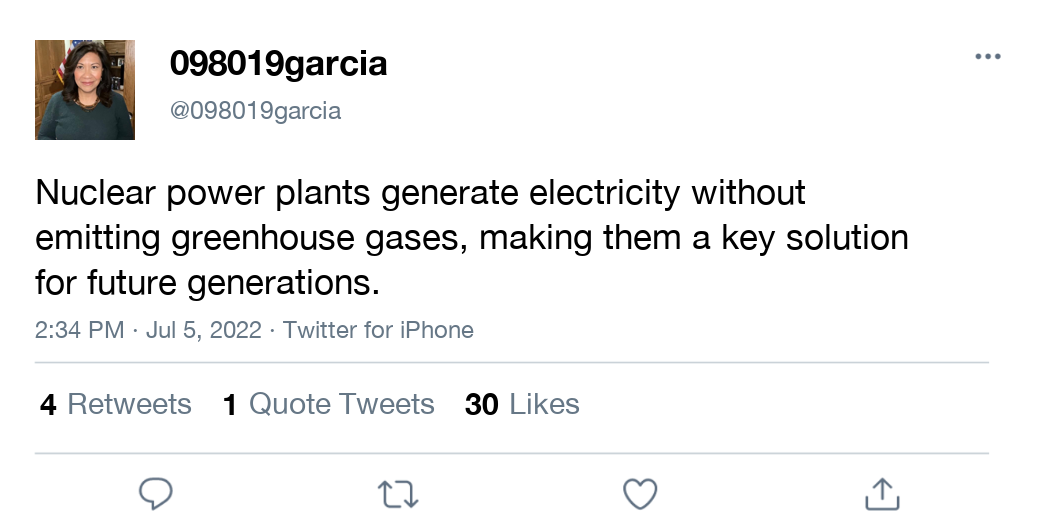 098019garcia
@098019garcia
Nuclear power plants generate electricity without
emitting greenhouse gases, making them a key solution
for future generations.
2:34 PM · Jul 5, 2022 · Twitter for iPhone
4 Retweets 1 Quote Tweets 30 Likes